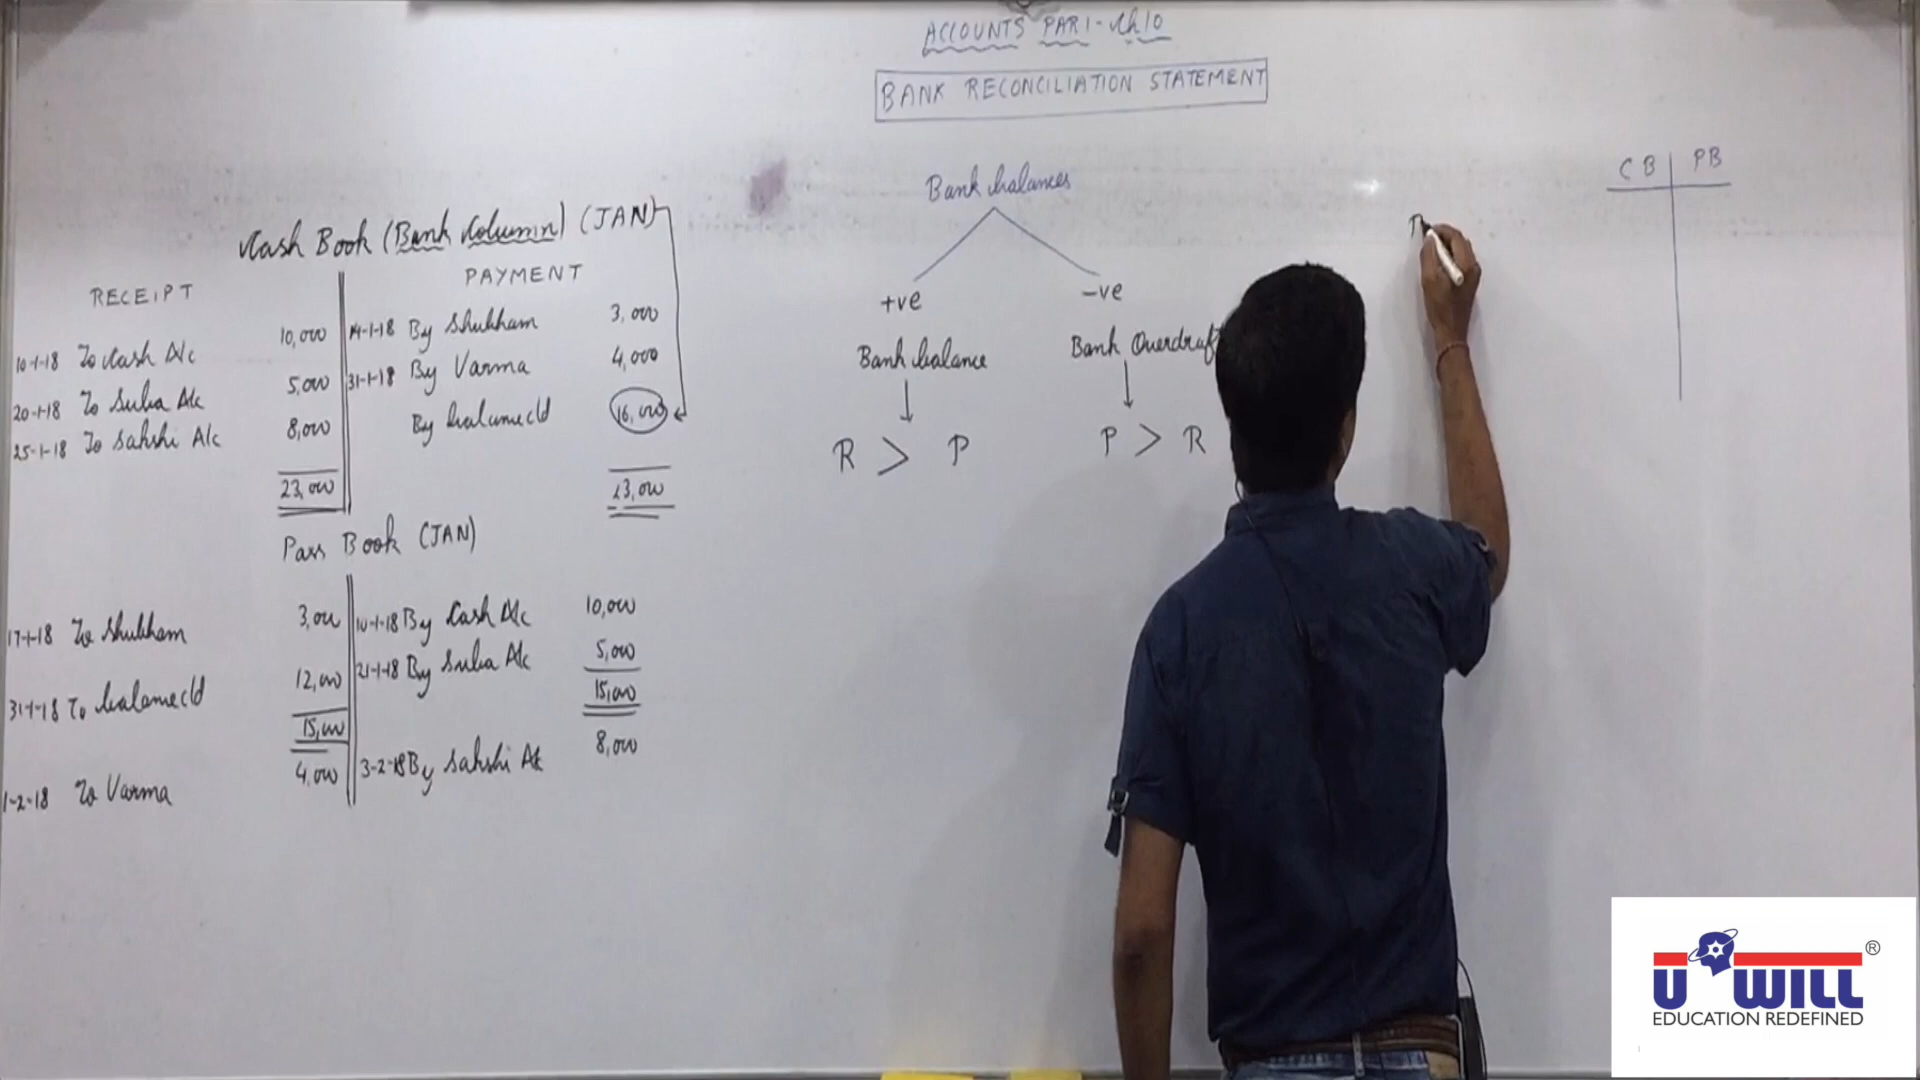 ACCOUNTS PAR1-Ch10
BANK RECONCILIATION STATEMENT
Cash Book (Bank Column) (JAN)
RECEIPT
PAYMENT
10-1-18 To Cash A/c 10,000
14-1-18 By Shubham 3,000
20-1-18 To Suba A/c 5,000
31-1-18 By Varma 4,000
25-1-18 To Sakshi A/c 8,000
By balance c/d 16,000
23,000
23,000
Pass Book (JAN)
17-1-18 To Shubham 3,000
10-1-18 By Cash A/c 10,000
21-1-18 By Suba A/c 5,000
31-1-18 To balance c/d 12,000
15,000
15,000
1-2-18 To Varma 4,000
3-2-18 By Sakshi A/c 8,000
Bank balances
+ve
-ve
Bank balance
Bank Overdraft
R > P
P > R
CB PB
U WILL ®
EDUCATION REDEFINED